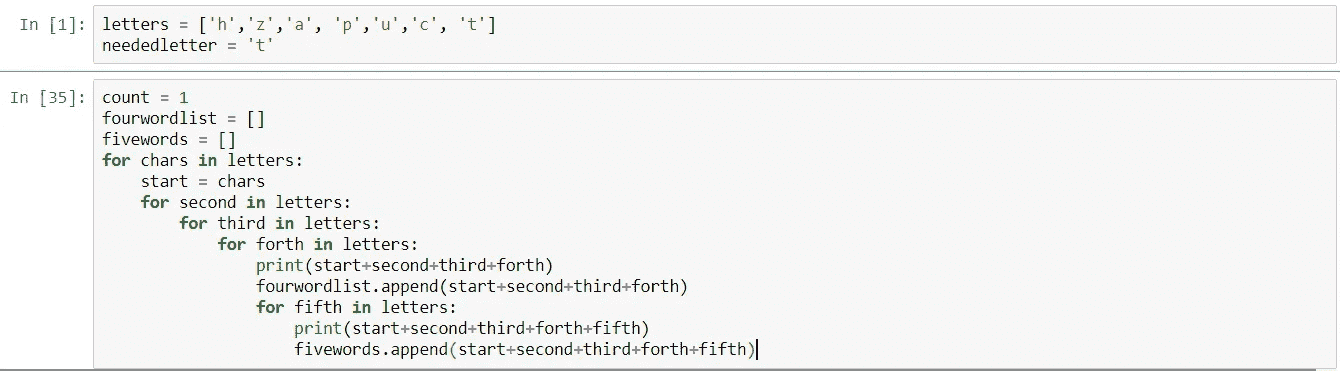 In [1]: letters = ['h','z','a', 'p','u','c', 't']
neededletter = 't'
In [35]: count = 1
fourwordlist = []
fivewords = []
for chars in letters:
    start = chars
    for second in letters:
        for third in letters:
            for forth in letters:
                print(start+second+third+forth)
                fourwordlist.append(start+second+third+forth)
                for fifth in letters:
                    print(start+second+third+forth+fifth)
                    fivewords.append(start+second+third+forth+fifth)